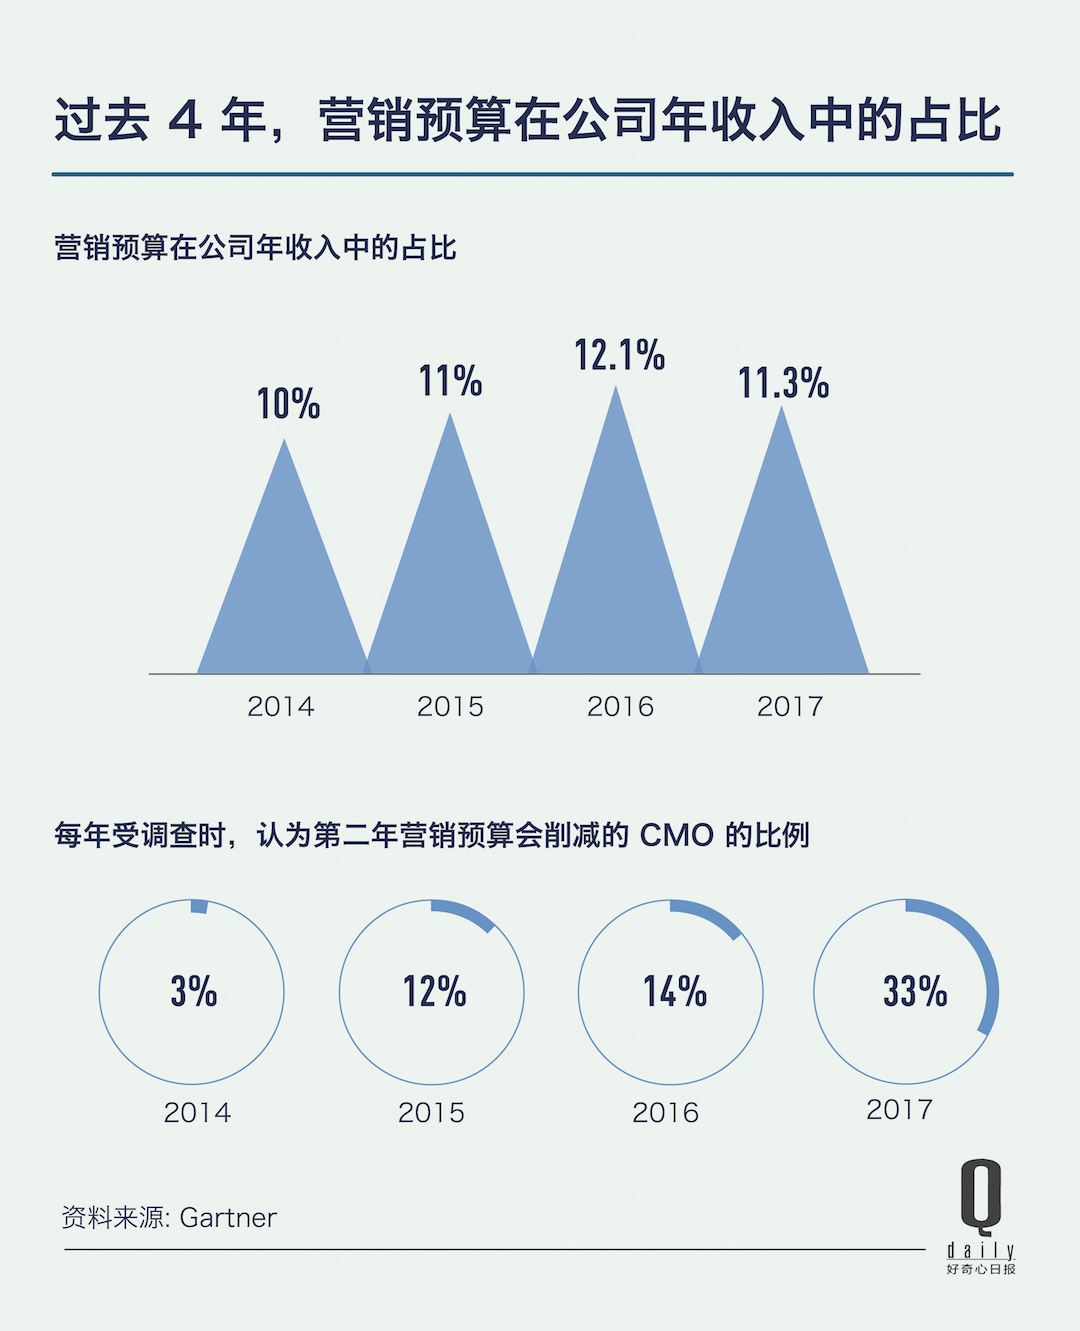 过去 4 年，营销预算在公司年收入中的占比
营销预算在公司年收入中的占比
10%
11%
12.1%
11.3%
2014
2015
2016
2017
每年受调查时，认为第二年营销预算会削减的 CMO 的比例
3%
12%
14%
33%
2014
2015
2016
2017
资料来源: Gartner
Q
daily
好奇心日报